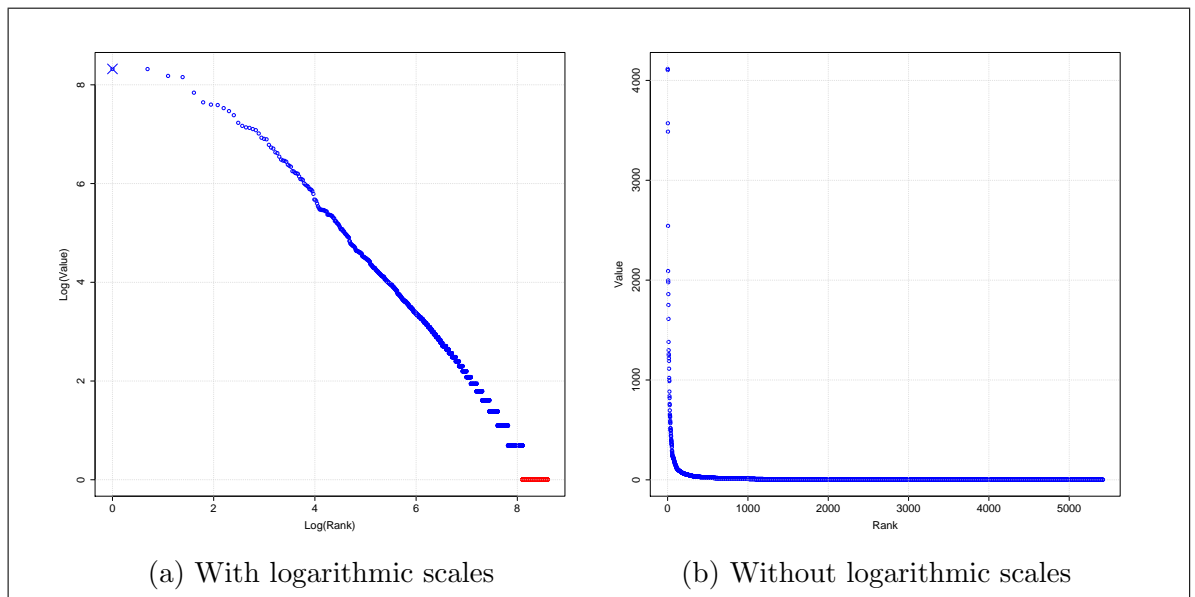 8
6
4
2
0
Log(Value)
0 2 4 6 8
Log(Rank)
(a) With logarithmic scales
4000
3000
2000
1000
0
Value
0 1000 2000 3000 4000 5000
Rank
(b) Without logarithmic scales